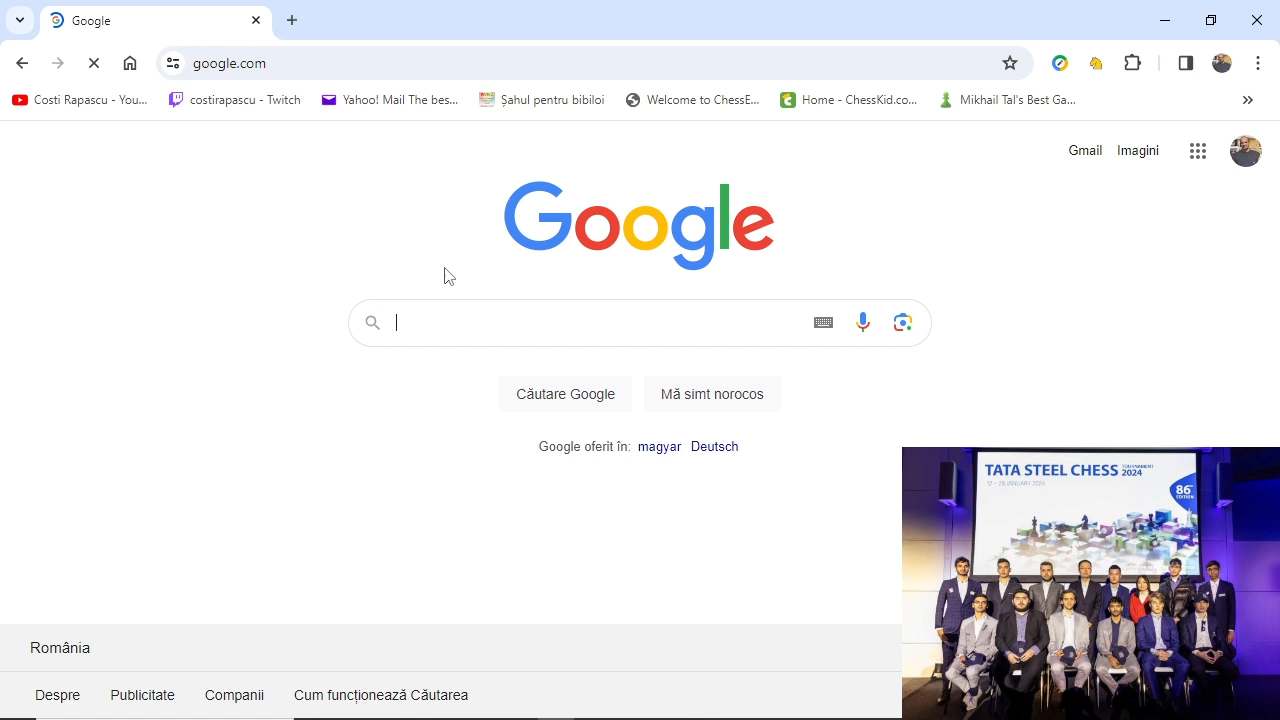 Google
google.com
Costi Rapașcu - You...
costirapascu - Twitch
Yahoo! Mail The bes...
Șahul pentru bibiloi
Welcome to ChessE...
Home - ChessKid.co...
Mikhail Tal's Best Ga...
Gmail Imagini
Google
Căutare Google
Mă simt norocos
Google oferit în: magyar Deutsch
TATA STEEL CHESS TOURNAMENT 2024
86TH EDITION
România
Despre Publicitate Companii Cum funcționează Căutarea